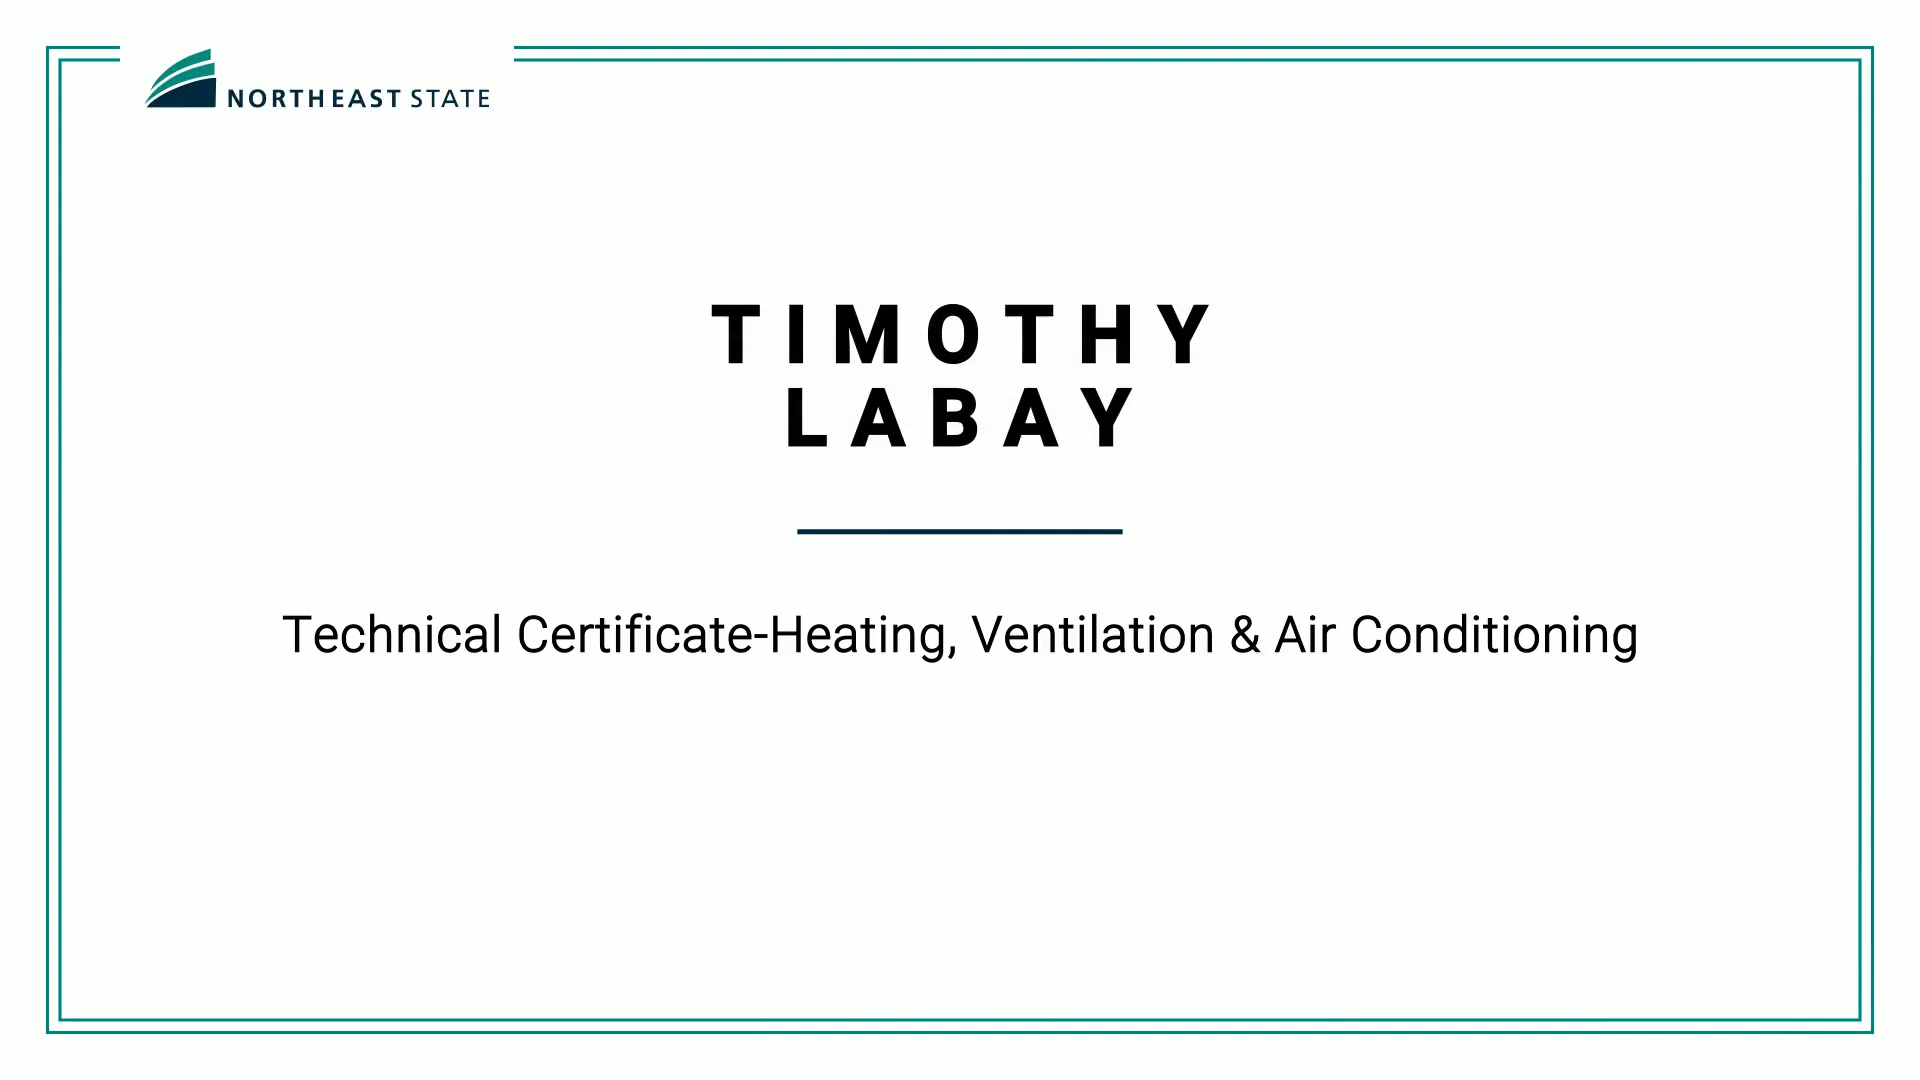 NORTHEAST STATE
TIMOTHY
LABAY
Technical Certificate-Heating, Ventilation & Air Conditioning